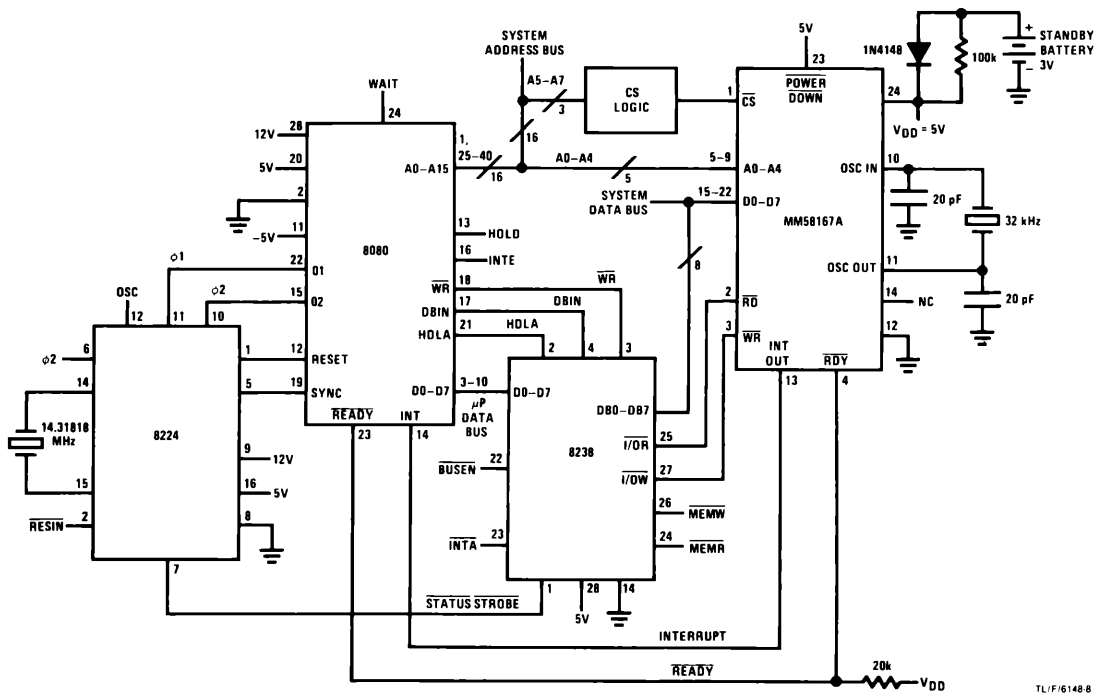 SYSTEM
ADDRESS BUS
5V
1N4148
100k
+
-
STANDBY
BATTERY
3V
A5-A7
3
CS
LOGIC
1
CS
23
POWER
DOWN
24
VDD = 5V
WAIT
24
12V
28
5V
20
2
-5V
11
φ1
22
01
φ2
15
02
12
RESET
19
SYNC
8080
1,
25-40
A0-A15
16
16
A0-A4
5
5-9
A0-A4
SYSTEM
DATA BUS
15-22
D0-D7
8
MM58167A
OSC IN
10
20 pF
32 kHz
OSC OUT
11
20 pF
14
NC
12
2
RD
3
WR
INT
OUT
13
RDY
4
13
HOLD
16
INTE
18
WR
WR
17
DBIN
DBIN
21
HDLA
HDLA
D0-D7
3-10
μP
DATA
BUS
READY
23
INT
14
OSC
12
11
10
φ2
6
14
14.31818
MHz
15
RESIN
2
8224
1
5
9
12V
16
5V
8
7
2
4
3
D0-D7
DB0-DB7
8238
25
I/OR
27
I/OW
26
MEMW
24
MEMR
22
BUSEN
23
INTA
1
28
5V
14
STATUS STROBE
INTERRUPT
READY
20k
VDD
TL/F/6148-8